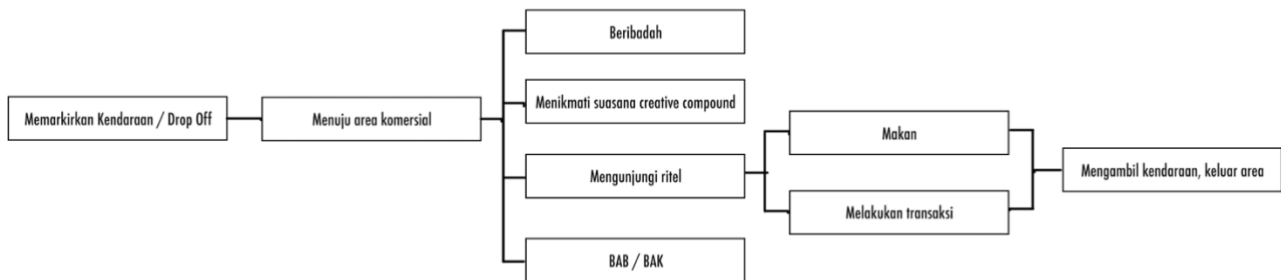 Memarkirkan Kendaraan / Drop Off
Menuju area komersial
Beribadah
Menikmati suasana creative compound
Mengunjungi ritel
BAB / BAK
Makan
Melakukan transaksi
Mengambil kendaraan, keluar area